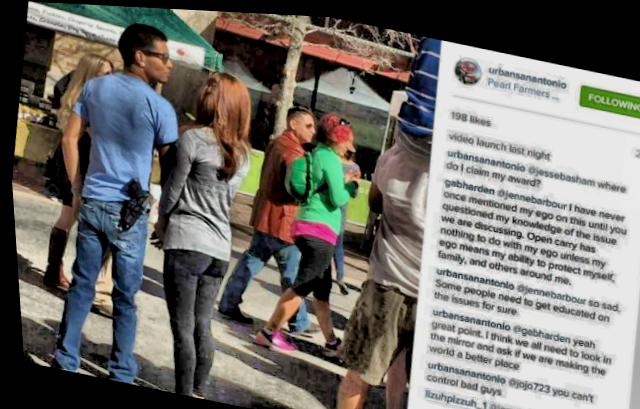 urbansanantonio
Pearl Farmers ...
FOLLOWING
198 likes
video launch last night
urbansanantonio @jessebasham where
do I claim my award?
gabharden @jennebarbour I have never
once mentioned my ego on this until you
questioned my knowledge of the issue
we are discussing. Open carry has
nothing to do with my ego unless my
ego means my ability to protect myself,
family, and others around me.
urbansanantonio @jennebarbour so sad.
Some people need to get educated on
the issues for sure.
urbansanantonio @gabharden yeah
great point. I think we all need to look in
the mirror and ask if we are making the
world a better place
urbansanantonio @jojo723 you can't
control bad guys